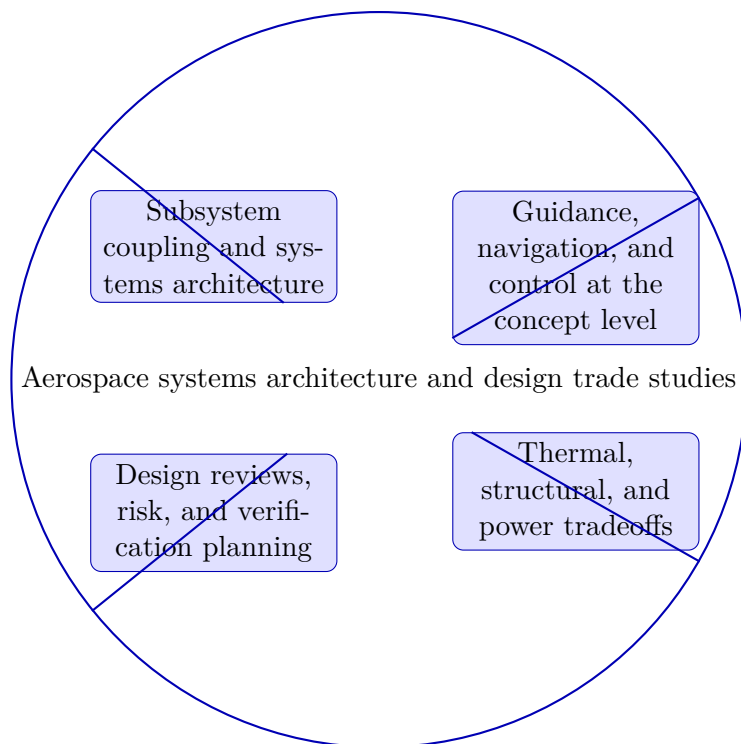 Subsystem
coupling and sys-
tems architecture
Guidance,
navigation, and
control at the
concept level
Aerospace systems architecture and design trade studies
Design reviews,
risk, and verifi-
cation planning
Thermal,
structural, and
power tradeoffs